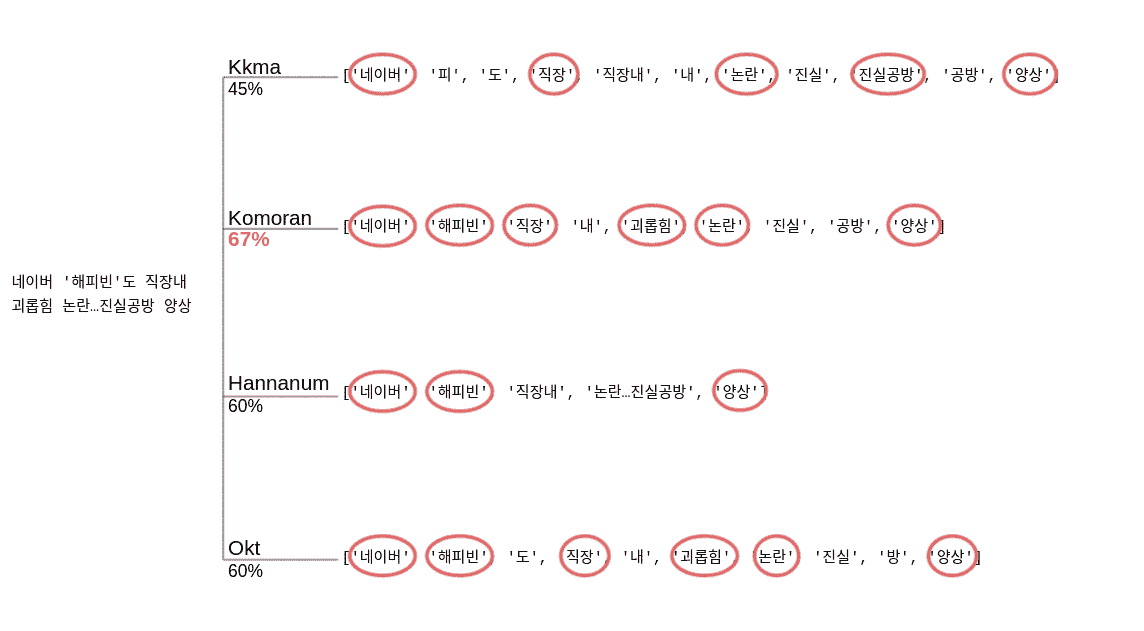 Kkma
45%
['네이버' '피', '도', '직장', '직장내', '내', '논란', '진실', '진실공방', '공방', '양상']
Komoran
67%
['네이버' '해피빈' '직장' '내', '괴롭힘' '논란' '진실', '공방', '양상']
네이버 '해피빈'도 직장내
괴롭힘 논란…진실공방 양상
Hannanum
60%
['네이버' '해피빈' '직장내', '논란…진실공방', '양상']
Okt
60%
['네이버' '해피빈' '도', 직장', '내', '괴롭힘', '논란' '진실', '방', '양상']